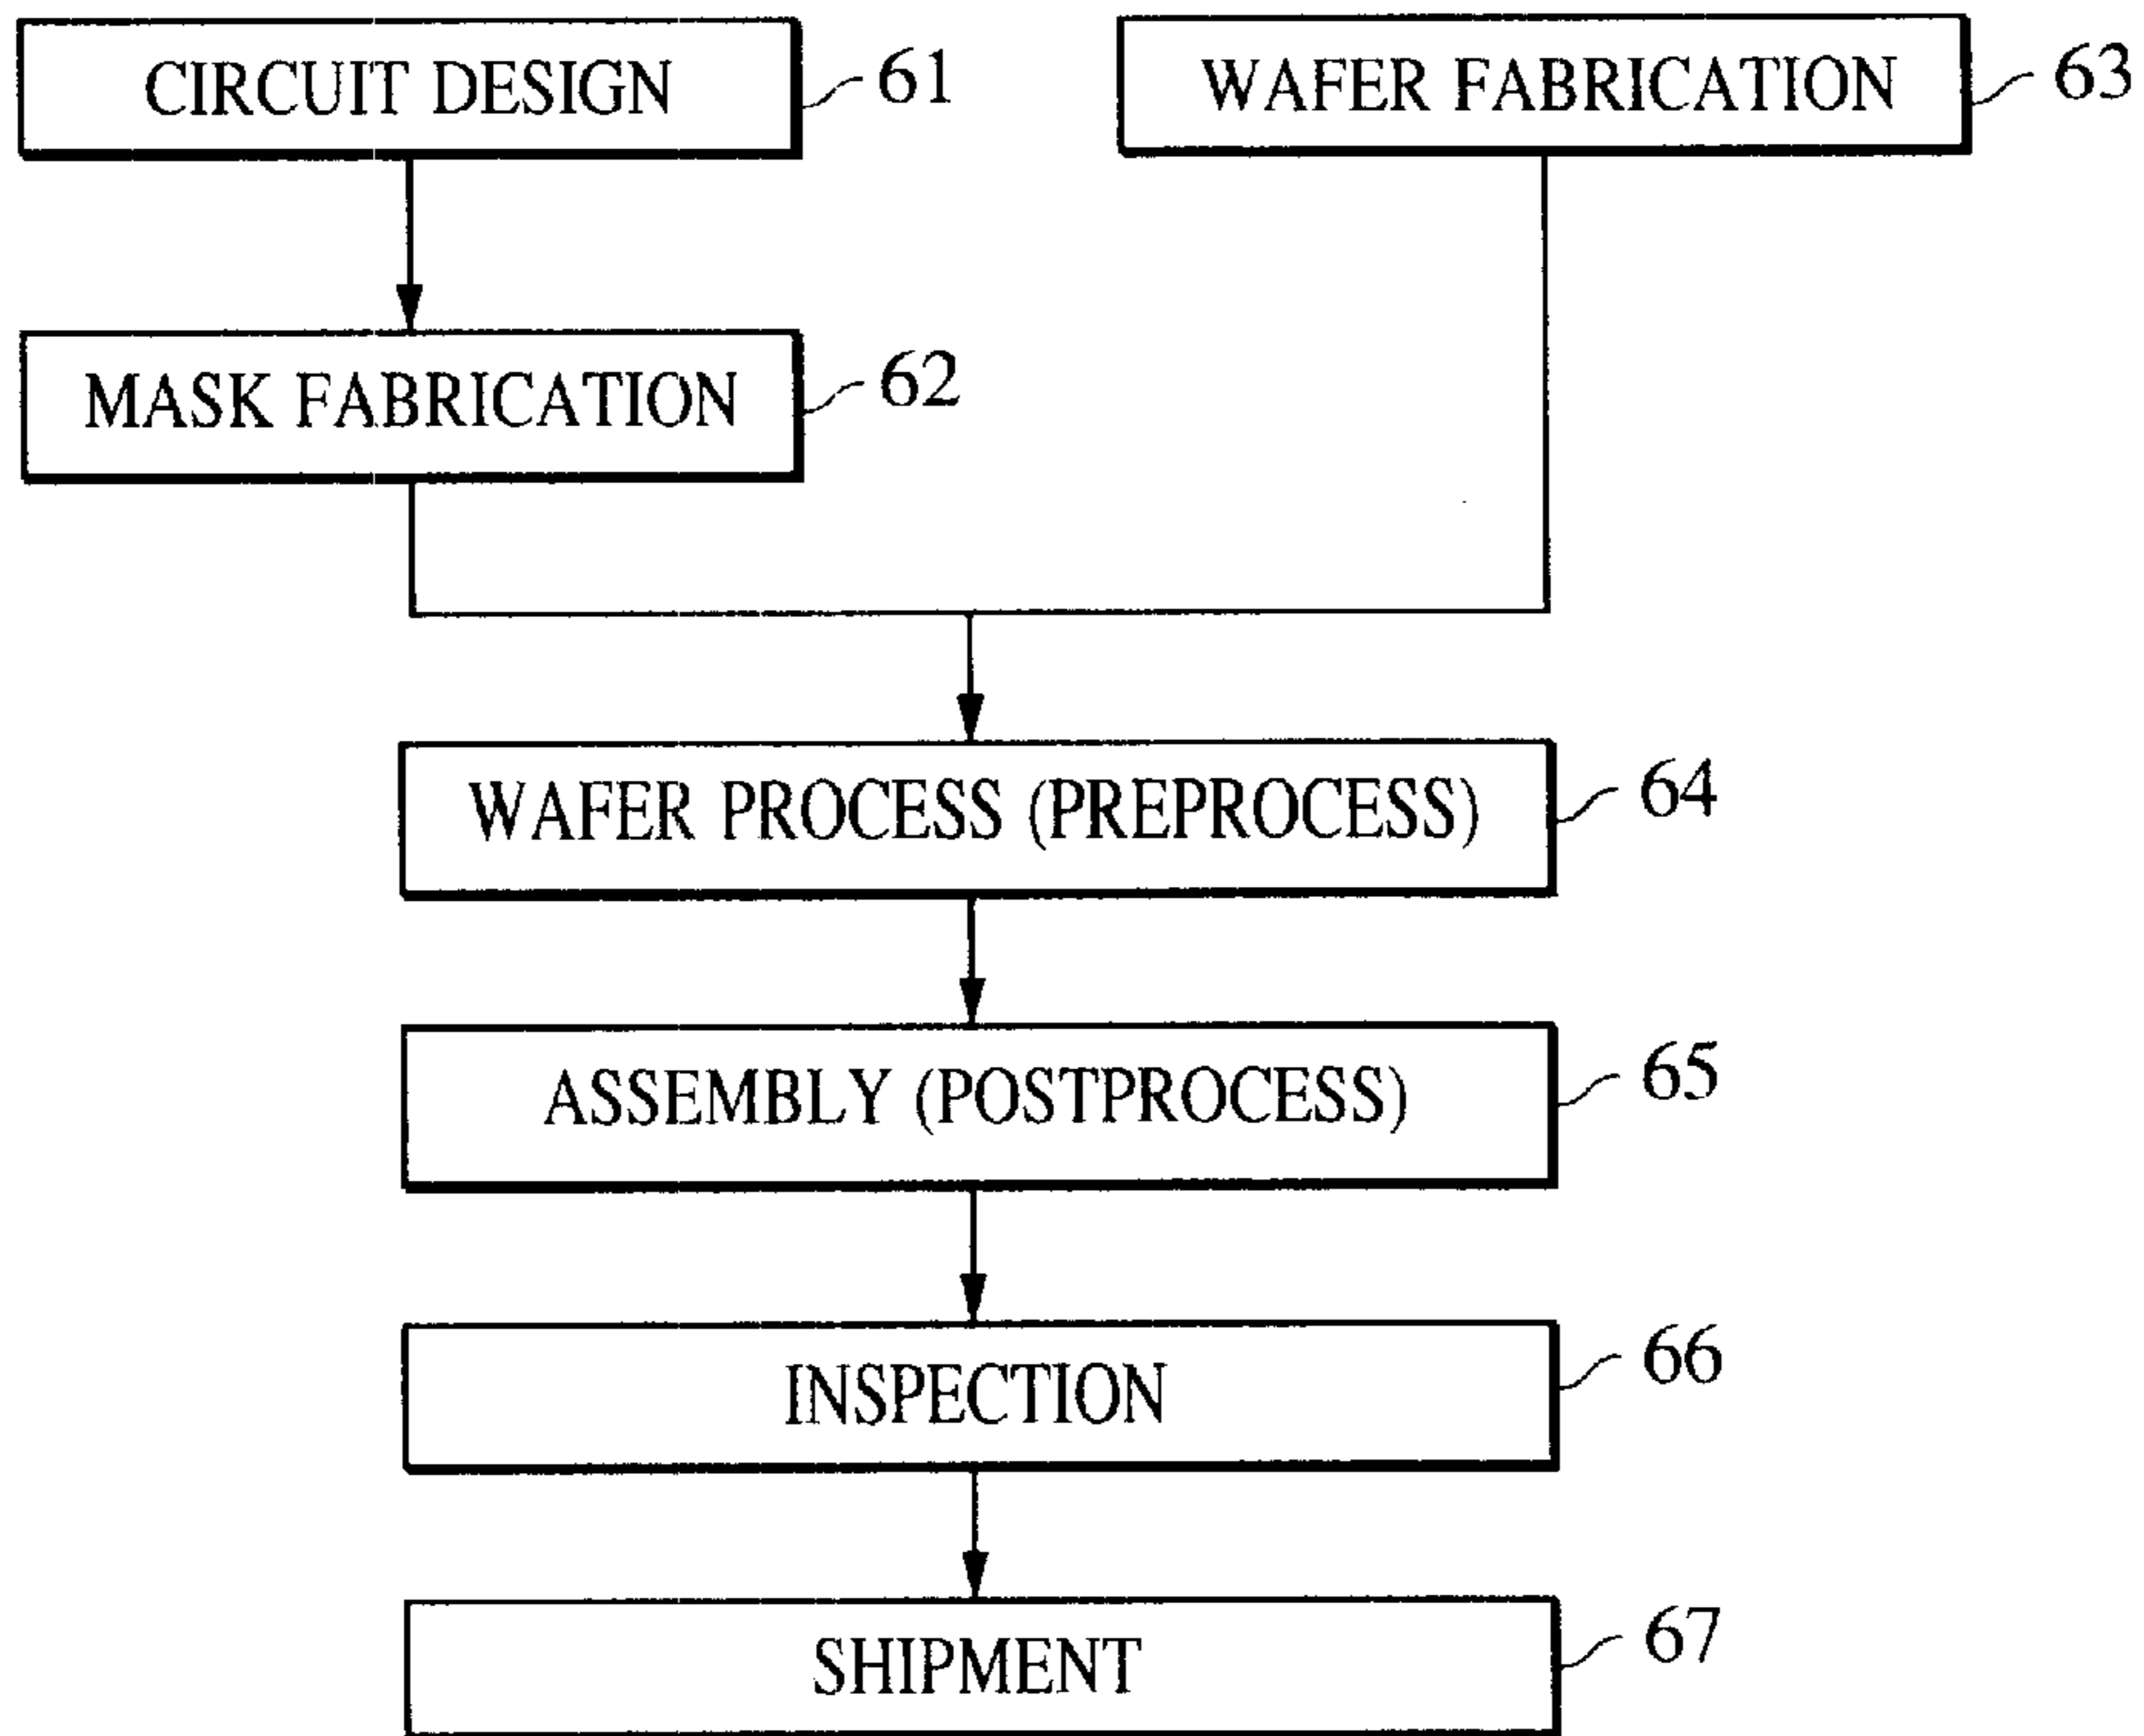 CIRCUIT DESIGN 61
WAFER FABRICATION 63
MASK FABRICATION 62
WAFER PROCESS (PREPROCESS) 64
ASSEMBLY (POSTPROCESS) 65
INSPECTION 66
SHIPMENT 67